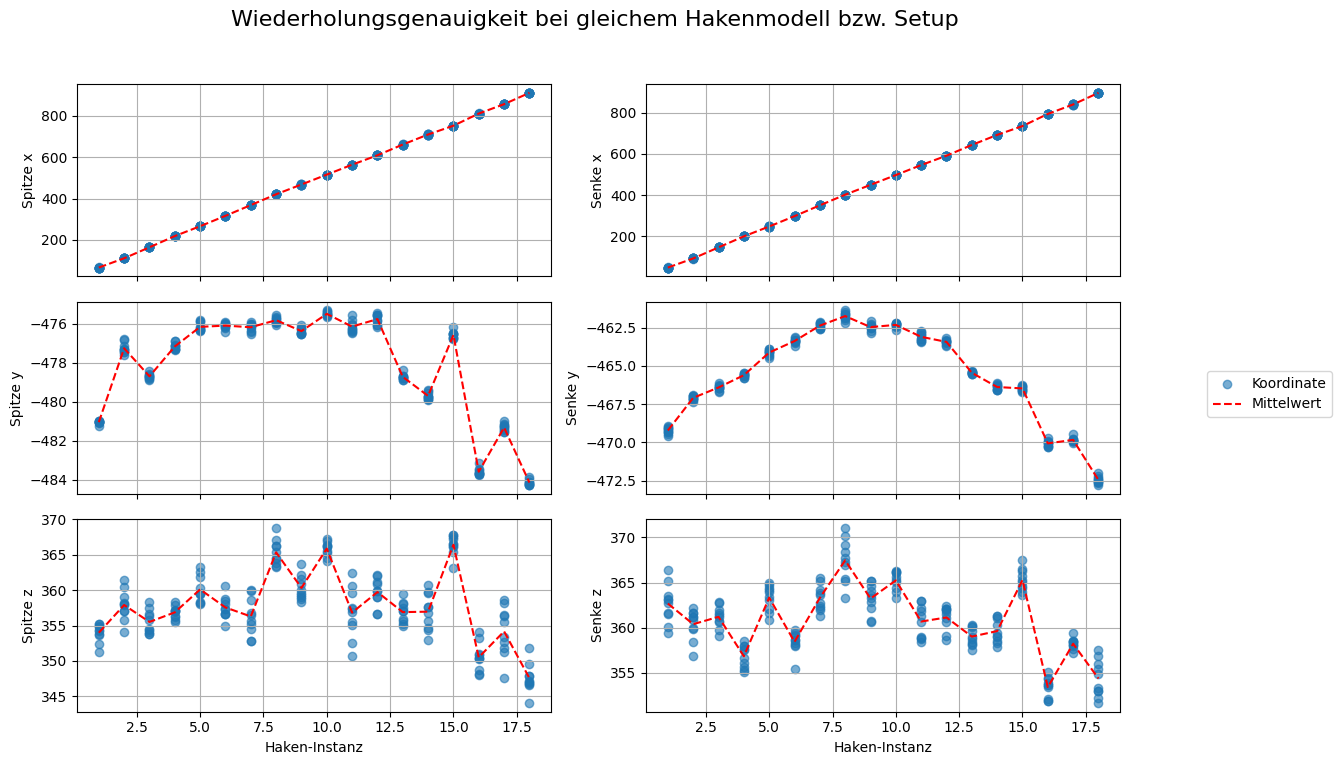 Wiederholungsgenauigkeit bei gleichem Hakenmodell bzw. Setup
Spitze x
800
600
400
200
Senke x
800
600
400
200
Spitze y
−476
−478
−480
−482
−484
Senke y
−462.5
−465.0
−467.5
−470.0
−472.5
Koordinate
Mittelwert
Spitze z
370
365
360
355
350
345
2.5 5.0 7.5 10.0 12.5 15.0 17.5
Haken-Instanz
Senke z
370
365
360
355
2.5 5.0 7.5 10.0 12.5 15.0 17.5
Haken-Instanz